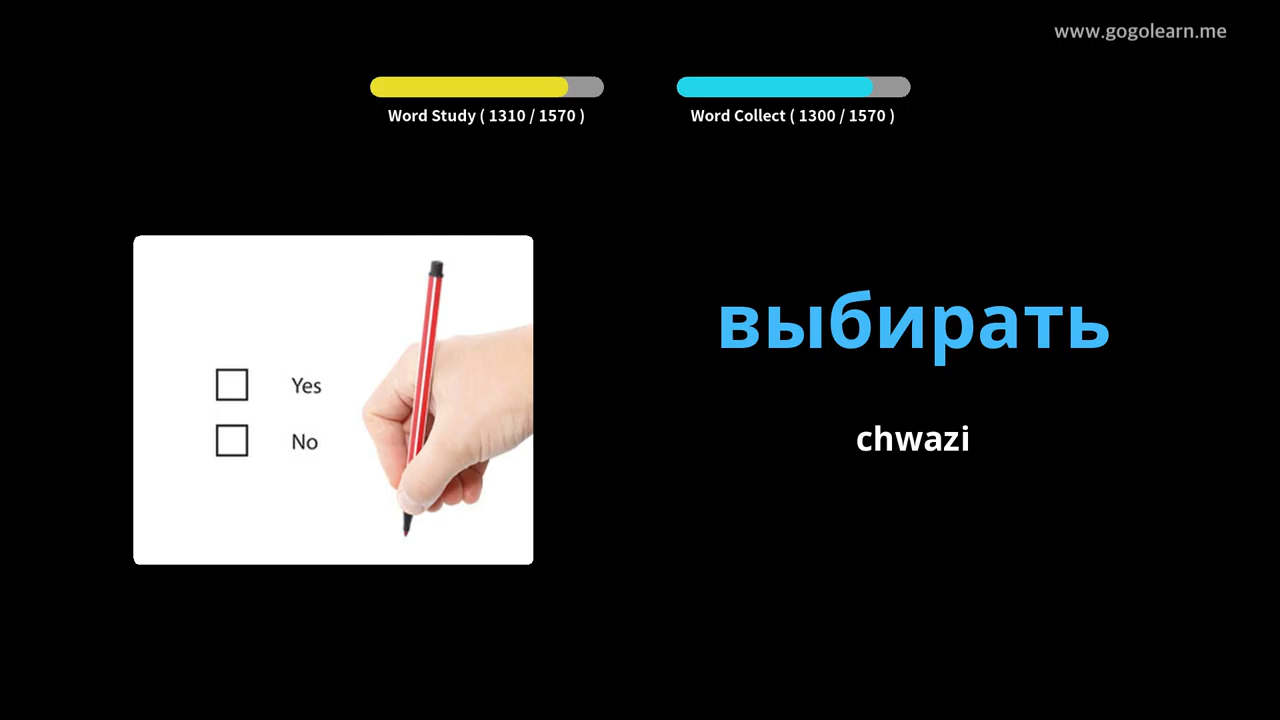 www.gogolearn.me
Word Study ( 1310 / 1570 )
Word Collect ( 1300 / 1570 )
Yes
No
выбирать
chwazi